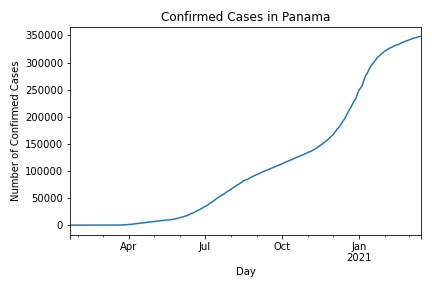 Confirmed Cases in Panama
Number of Confirmed Cases
350000
300000
250000
200000
150000
100000
50000
0
Apr
Jul
Oct
Jan
2021
Day